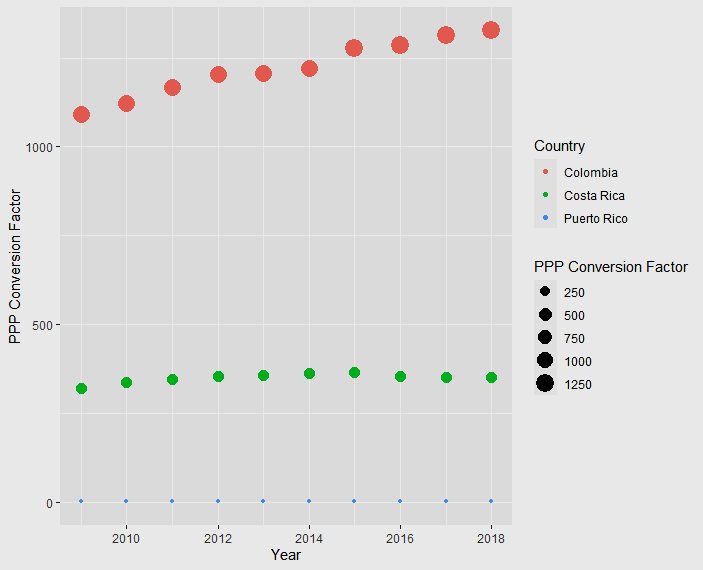 PPP Conversion Factor
1000
500
0
2010
2012
2014
2016
2018
Year
Country
Colombia
Costa Rica
Puerto Rico
PPP Conversion Factor
250
500
750
1000
1250